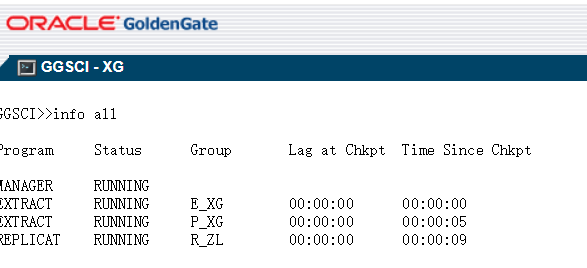 ORACLE GoldenGate
GGSCI - XG
GGSCI>>info all
Program Status Group Lag at Chkpt Time Since Chkpt
MANAGER RUNNING
EXTRACT RUNNING E_XG 00:00:00 00:00:00
EXTRACT RUNNING P_XG 00:00:00 00:00:05
REPLICAT RUNNING R_ZL 00:00:00 00:00:09